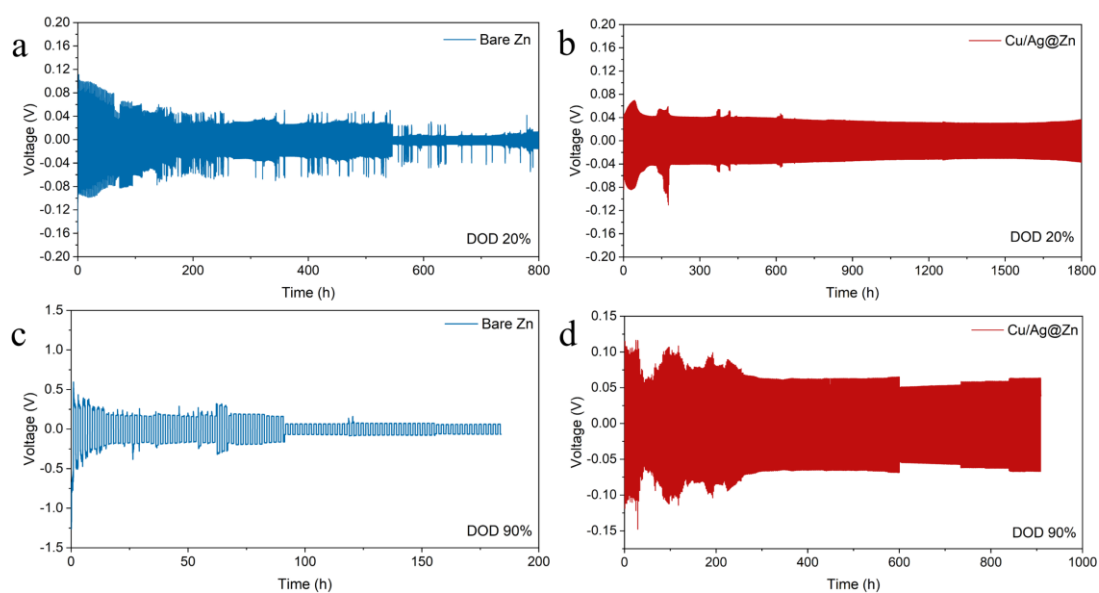 a
Bare Zn
0.20
0.16
0.12
0.08
0.04
0.00
-0.04
-0.08
-0.12
-0.16
-0.20
Voltage (V)
DOD 20%
0 200 400 600 800
Time (h)
b
Cu/Ag@Zn
0.20
0.16
0.12
0.08
0.04
0.00
-0.04
-0.08
-0.12
-0.16
-0.20
Voltage (V)
DOD 20%
0 300 600 900 1200 1500 1800
Time (h)
c
Bare Zn
1.5
1.0
0.5
0.0
-0.5
-1.0
-1.5
Voltage (V)
DOD 90%
0 50 100 150 200
Time (h)
d
Cu/Ag@Zn
0.15
0.10
0.05
0.00
-0.05
-0.10
-0.15
Voltage (V)
DOD 90%
0 200 400 600 800 1000
Time (h)